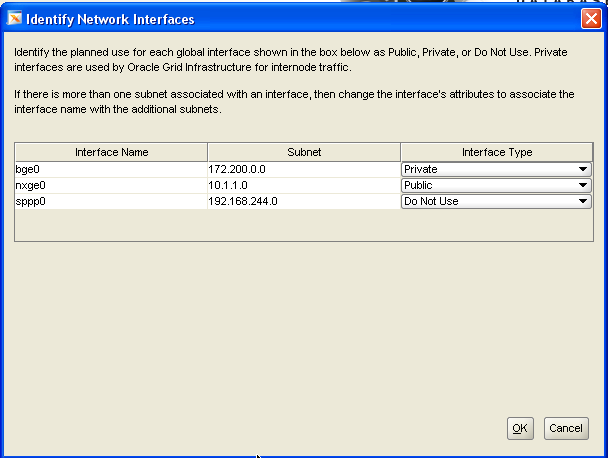 Identify Network Interfaces
Identify the planned use for each global interface shown in the box below as Public, Private, or Do Not Use. Private
interfaces are used by Oracle Grid Infrastructure for internode traffic.
If there is more than one subnet associated with an interface, then change the interface's attributes to associate the
interface name with the additional subnets.
Interface Name Subnet Interface Type
bge0 172.200.0.0 Private
nxge0 10.1.1.0 Public
sppp0 192.168.244.0 Do Not Use
OK Cancel